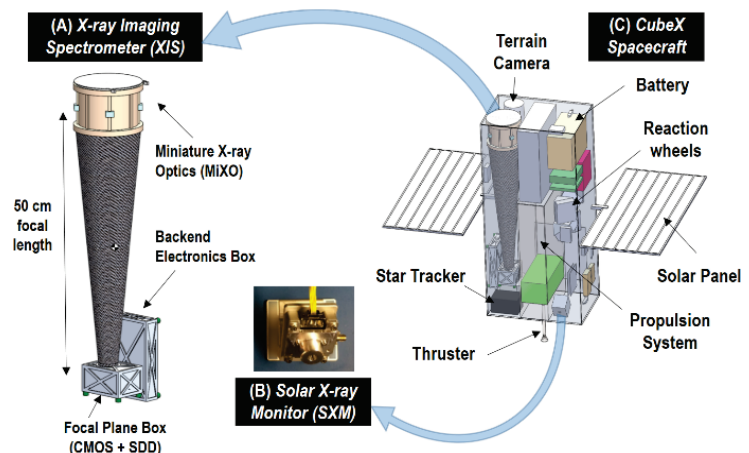 (A) X-ray Imaging
Spectrometer (XIS)
50 cm
focal
length
Miniature X-ray
Optics (MiXO)
Backend
Electronics Box
Focal Plane Box
(CMOS + SDD)
(B) Solar X-ray
Monitor (SXM)
(C) CubeX
Spacecraft
Terrain
Camera
Battery
Reaction
wheels
Solar Panel
Star Tracker
Propulsion
System
Thruster